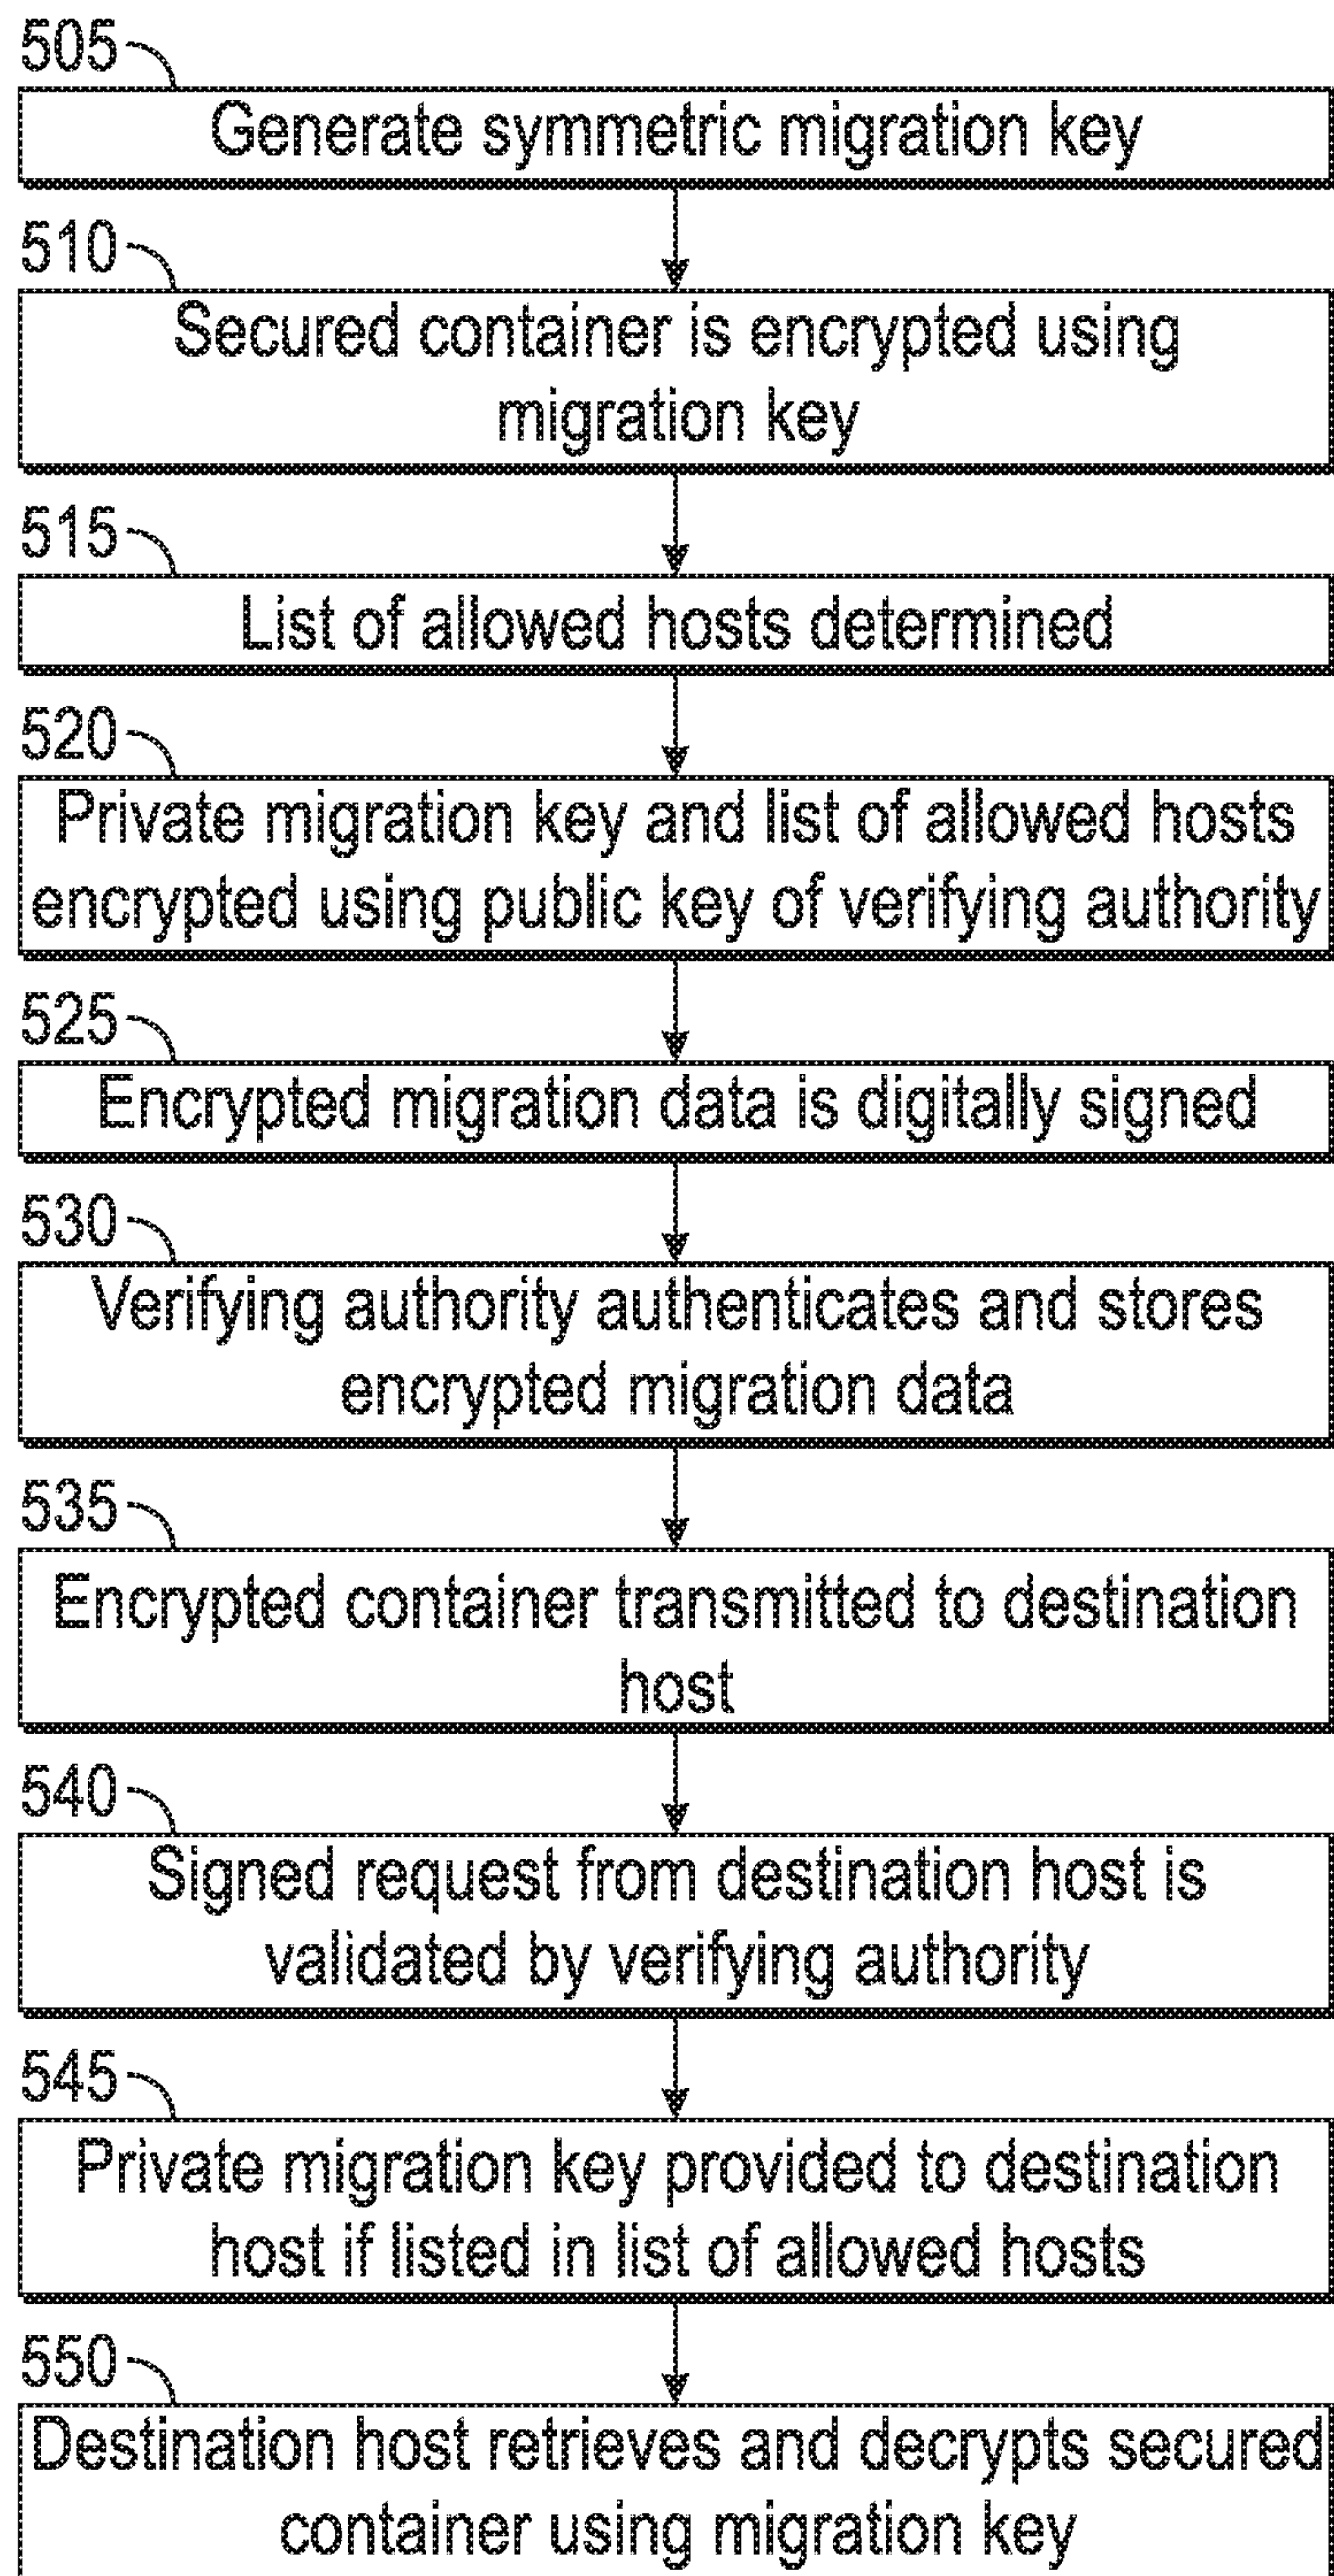 505
Generate symmetric migration key
510
Secured container is encrypted using
migration key
515
List of allowed hosts determined
520
Private migration key and list of allowed hosts
encrypted using public key of verifying authority
525
Encrypted migration data is digitally signed
530
Verifying authority authenticates and stores
encrypted migration data
535
Encrypted container transmitted to destination
host
540
Signed request from destination host is
validated by verifying authority
545
Private migration key provided to destination
host if listed in list of allowed hosts
550
Destination host retrieves and decrypts secured
container using migration key